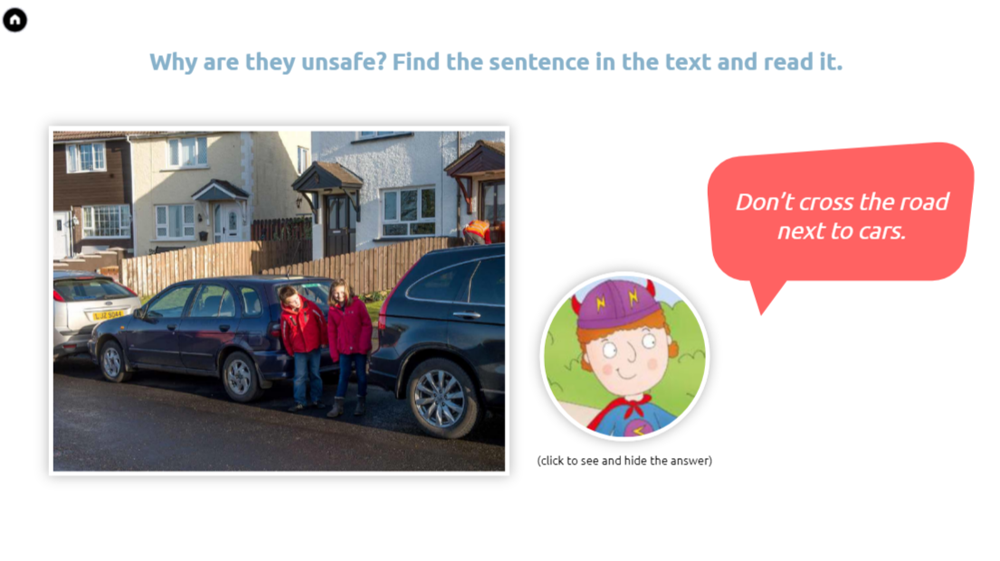 Why are they unsafe? Find the sentence in the text and read it.
Don't cross the road
next to cars.
(click to see and hide the answer)